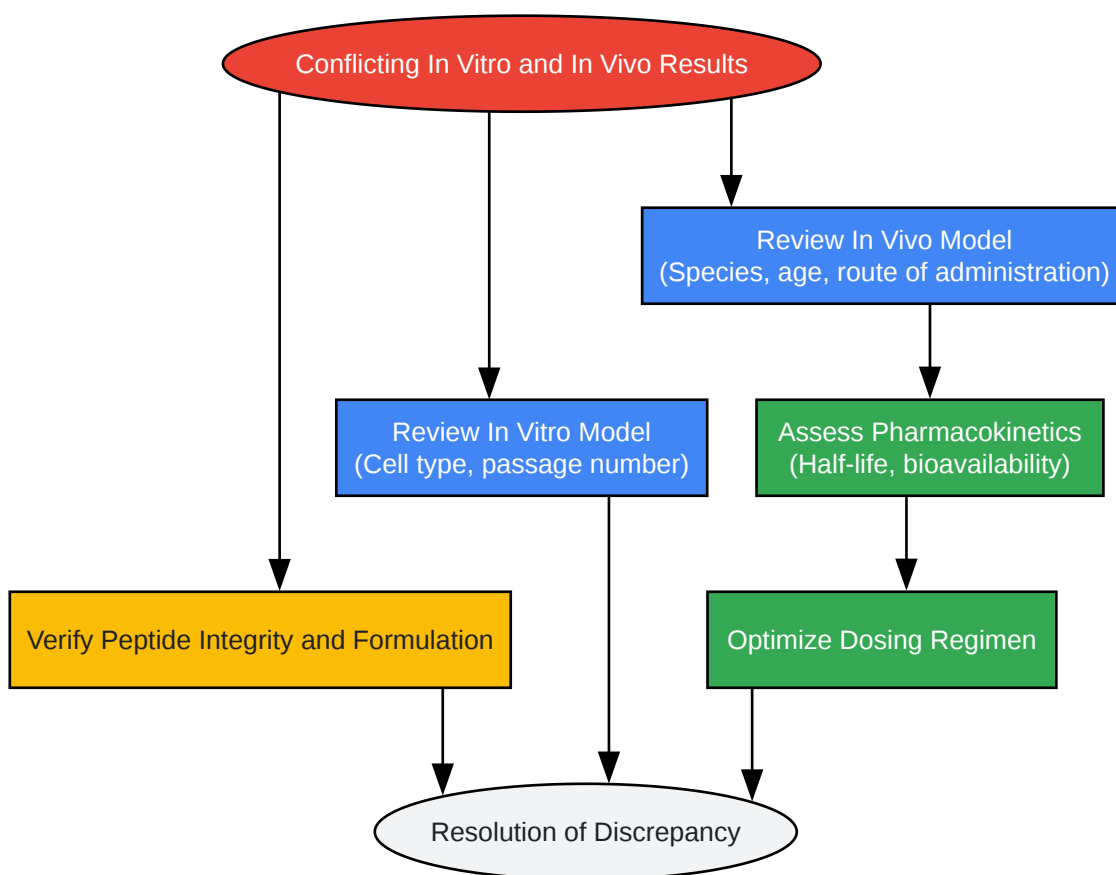 Conflicting In Vitro and In Vivo Results
Review In Vivo Model
(Species, age, route of administration)
Review In Vitro Model
(Cell type, passage number)
Assess Pharmacokinetics
(Half-life, bioavailability)
Verify Peptide Integrity and Formulation
Optimize Dosing Regimen
Resolution of Discrepancy